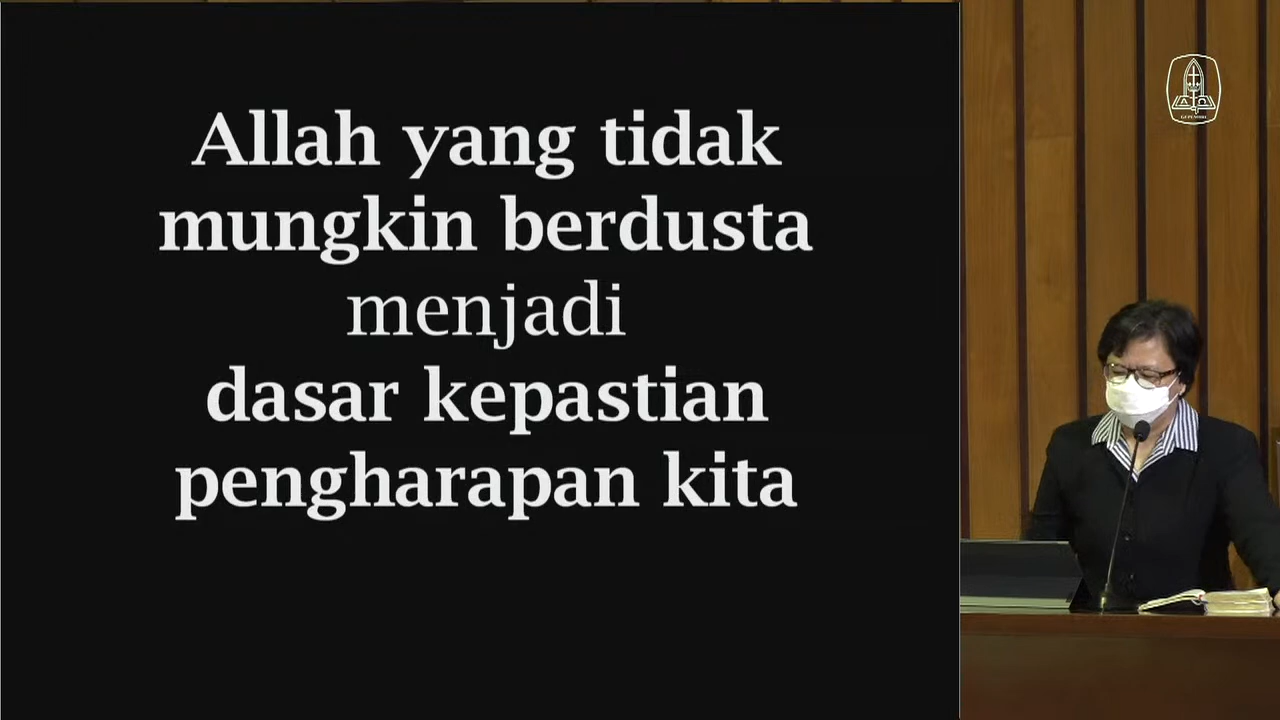 Allah yang tidak
mungkin berdusta
menjadi
dasar kepastian
pengharapan kita